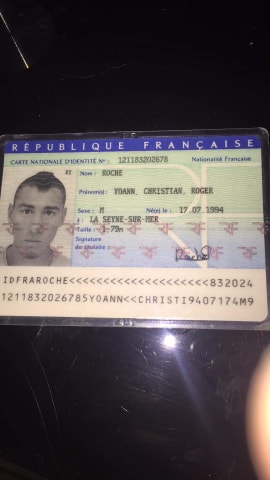 RÉPUBLIQUE FRANÇAISE
CARTE NATIONALE D'IDENTITÉ N° : 121183202678 Nationalité Française
Nom : ROCHE
Prénom(s) : YOANN, CHRISTIAN, ROGER
Sexe : M Né(e) le : 17.07.1994
à : LA SEYNE-SUR-MER
Taille : 1,79m
Signature
du titulaire :
IDFRAROCHE<<<<<<<<<<<<<<<<<<<<832024
1211832026785YOANN<<CHRISTI9407174M9